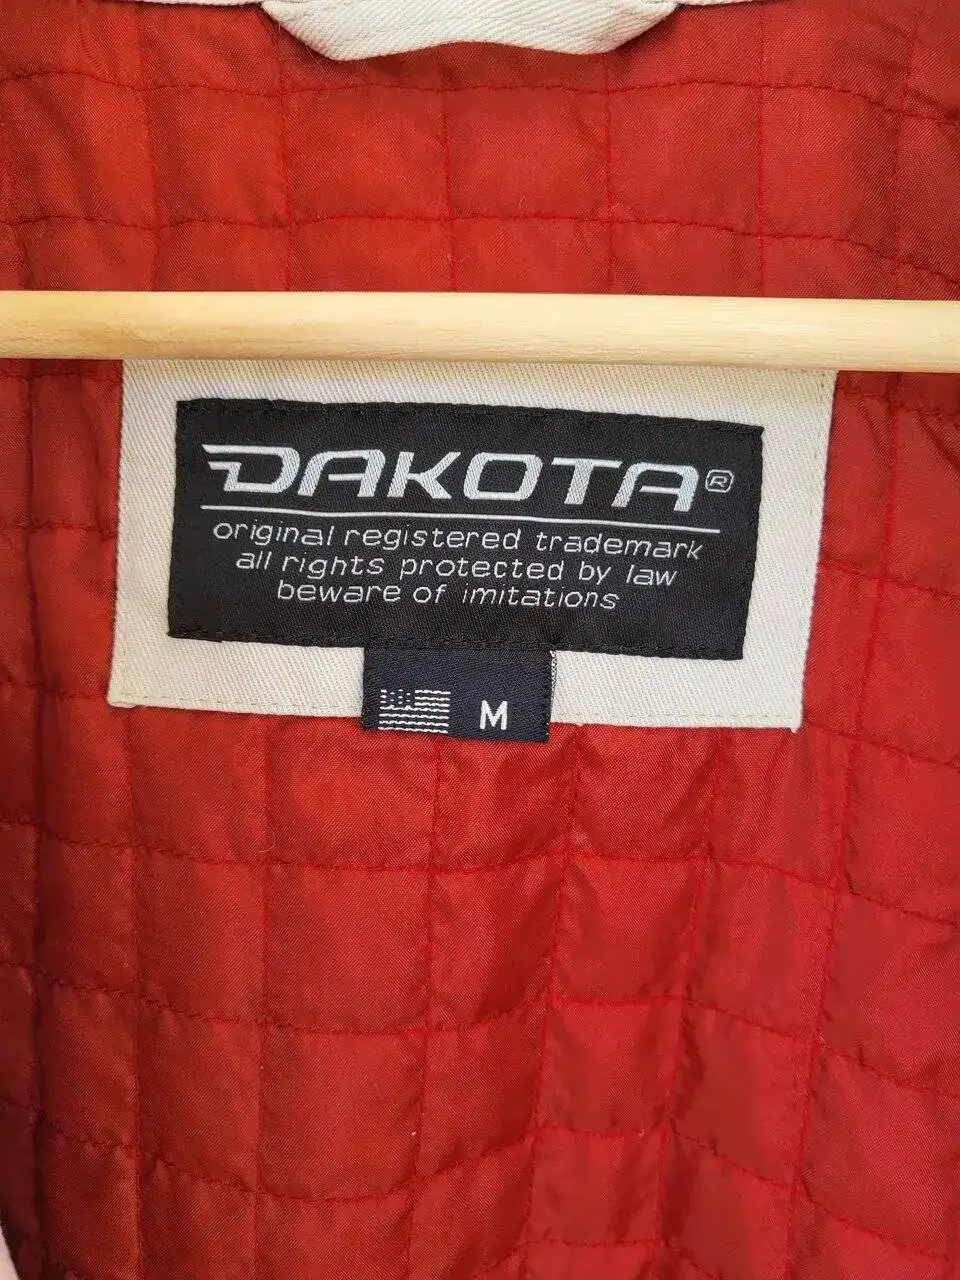 DAKOTA®
original registered trademark
all rights protected by law
beware of imitations
M